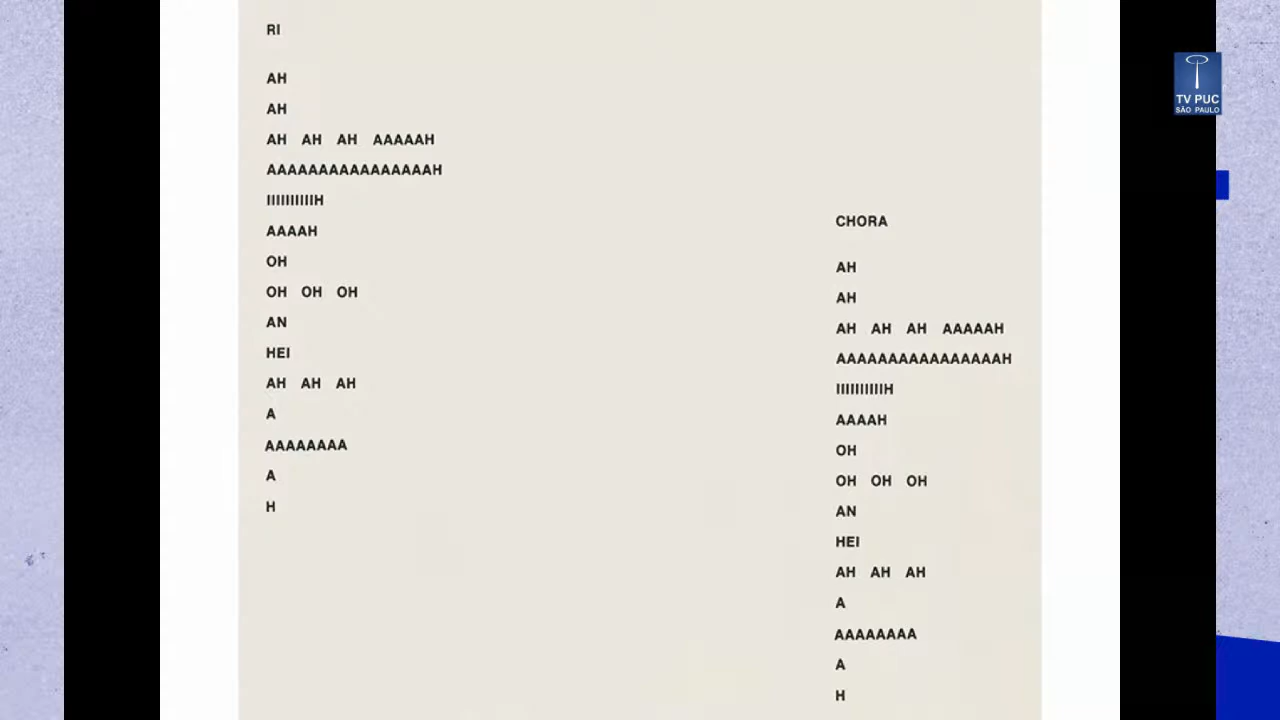 RI
AH
AH
AH AH AH AAAAAH
AAAAAAAAAAAAAAAAH
IIIIIIIIIIH
AAAAH
OH
OH OH OH
AN
HEI
AH AH AH
A
AAAAAAAA
A
H
CHORA
AH
AH
AH AH AH AAAAAH
AAAAAAAAAAAAAAAAH
IIIIIIIIIIH
AAAAH
OH
OH OH OH
AN
HEI
AH AH AH
A
AAAAAAAA
A
H
TV PUC
SÃO PAULO